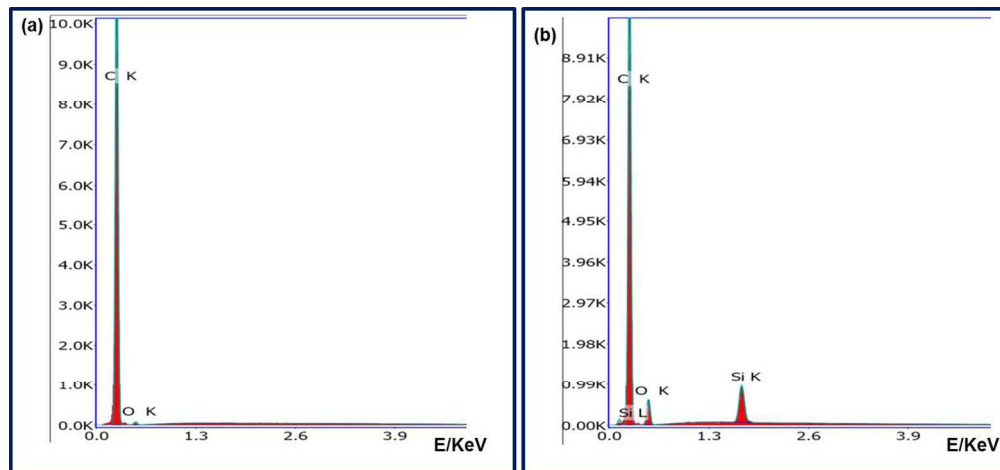 (a)
10.0K
9.0K
C K
8.0K
7.0K
6.0K
5.0K
4.0K
3.0K
2.0K
1.0K
O K
0.0K
0.0 1.3 2.6 3.9
E/KeV
(b)
8.91K
C K
7.92K
6.93K
5.94K
4.95K
3.96K
2.97K
1.98K
0.99K
O K
Si K
Si L
0.00K
0.0 1.3 2.6 3.9
E/KeV